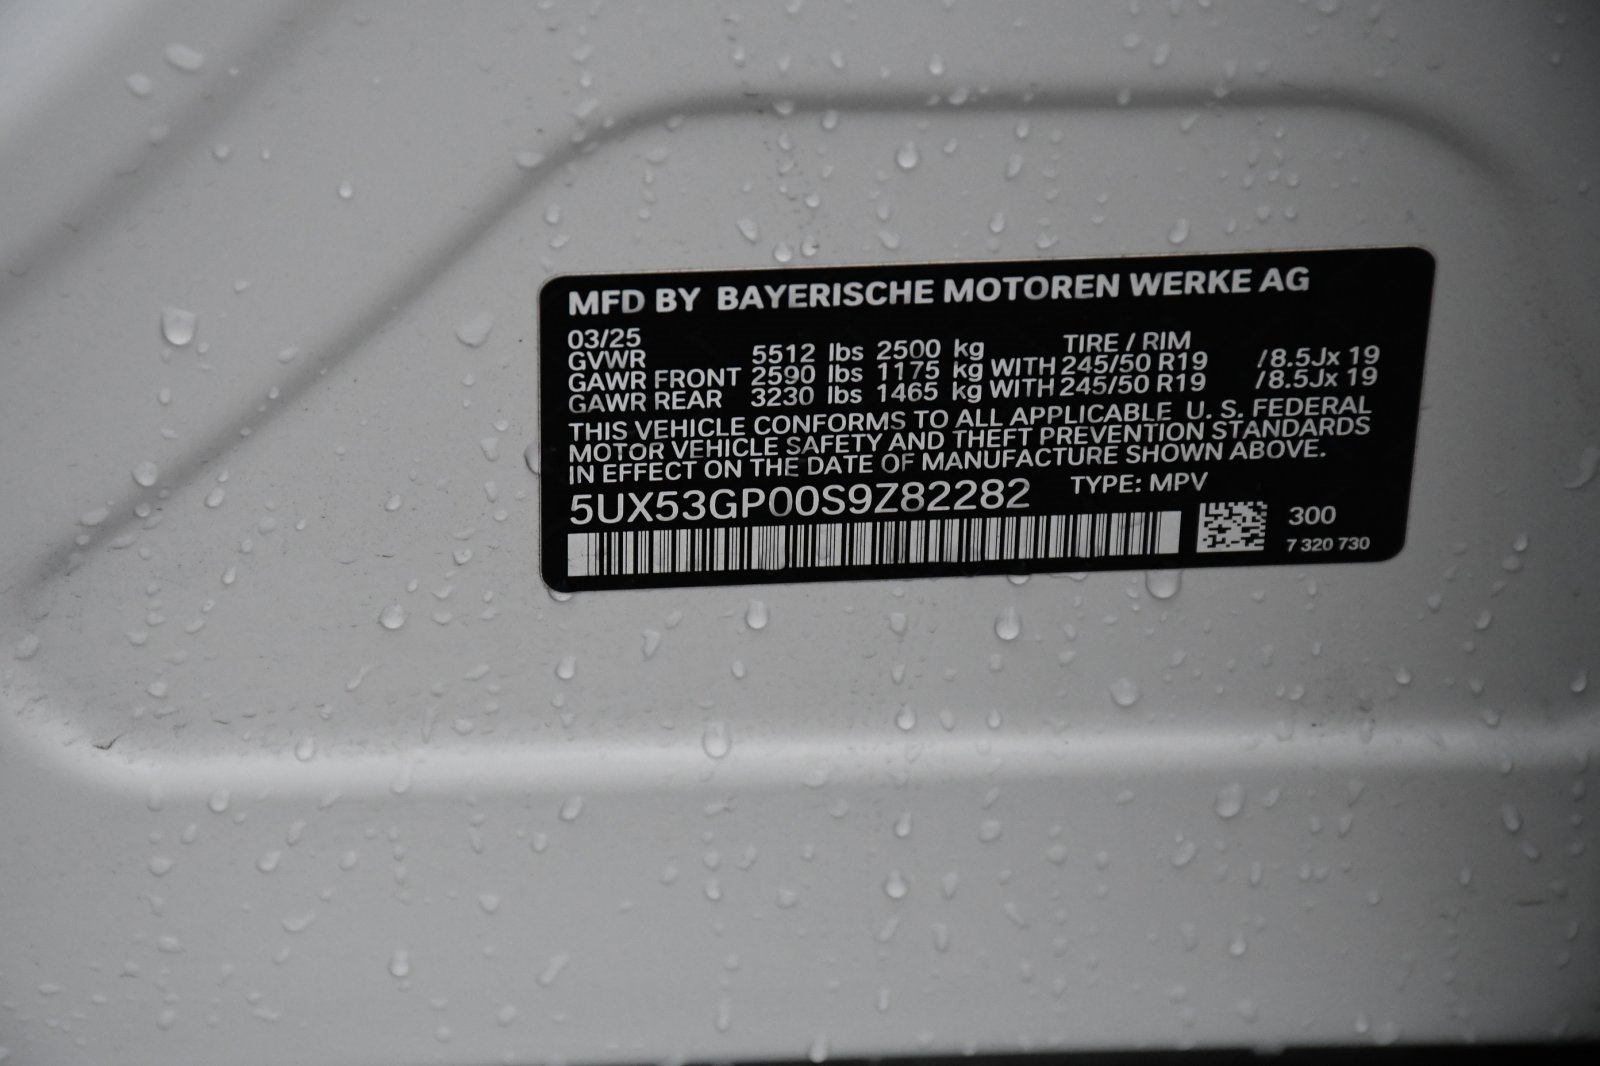 MFD BY BAYERISCHE MOTOREN WERKE AG
03/25 TIRE / RIM
GVWR 5512 lbs 2500 kg
GAWR FRONT 2590 lbs 1175 kg WITH 245/50 R19 /8.5Jx 19
GAWR REAR 3230 lbs 1465 kg WITH 245/50 R19 /8.5Jx 19
THIS VEHICLE CONFORMS TO ALL APPLICABLE U. S. FEDERAL
MOTOR VEHICLE SAFETY AND THEFT PREVENTION STANDARDS
IN EFFECT ON THE DATE OF MANUFACTURE SHOWN ABOVE.
5UX53GP00S9Z82282 TYPE: MPV
300
7 320 730